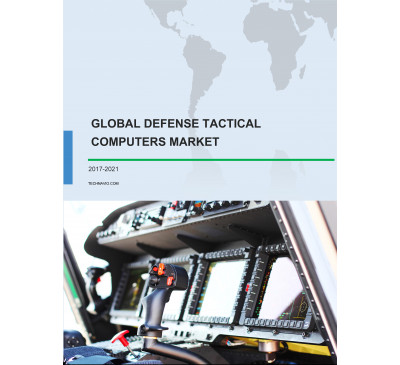 GLOBAL DEFENSE TACTICAL
COMPUTERS MARKET
2017-2021
TECHNAVIO.COM